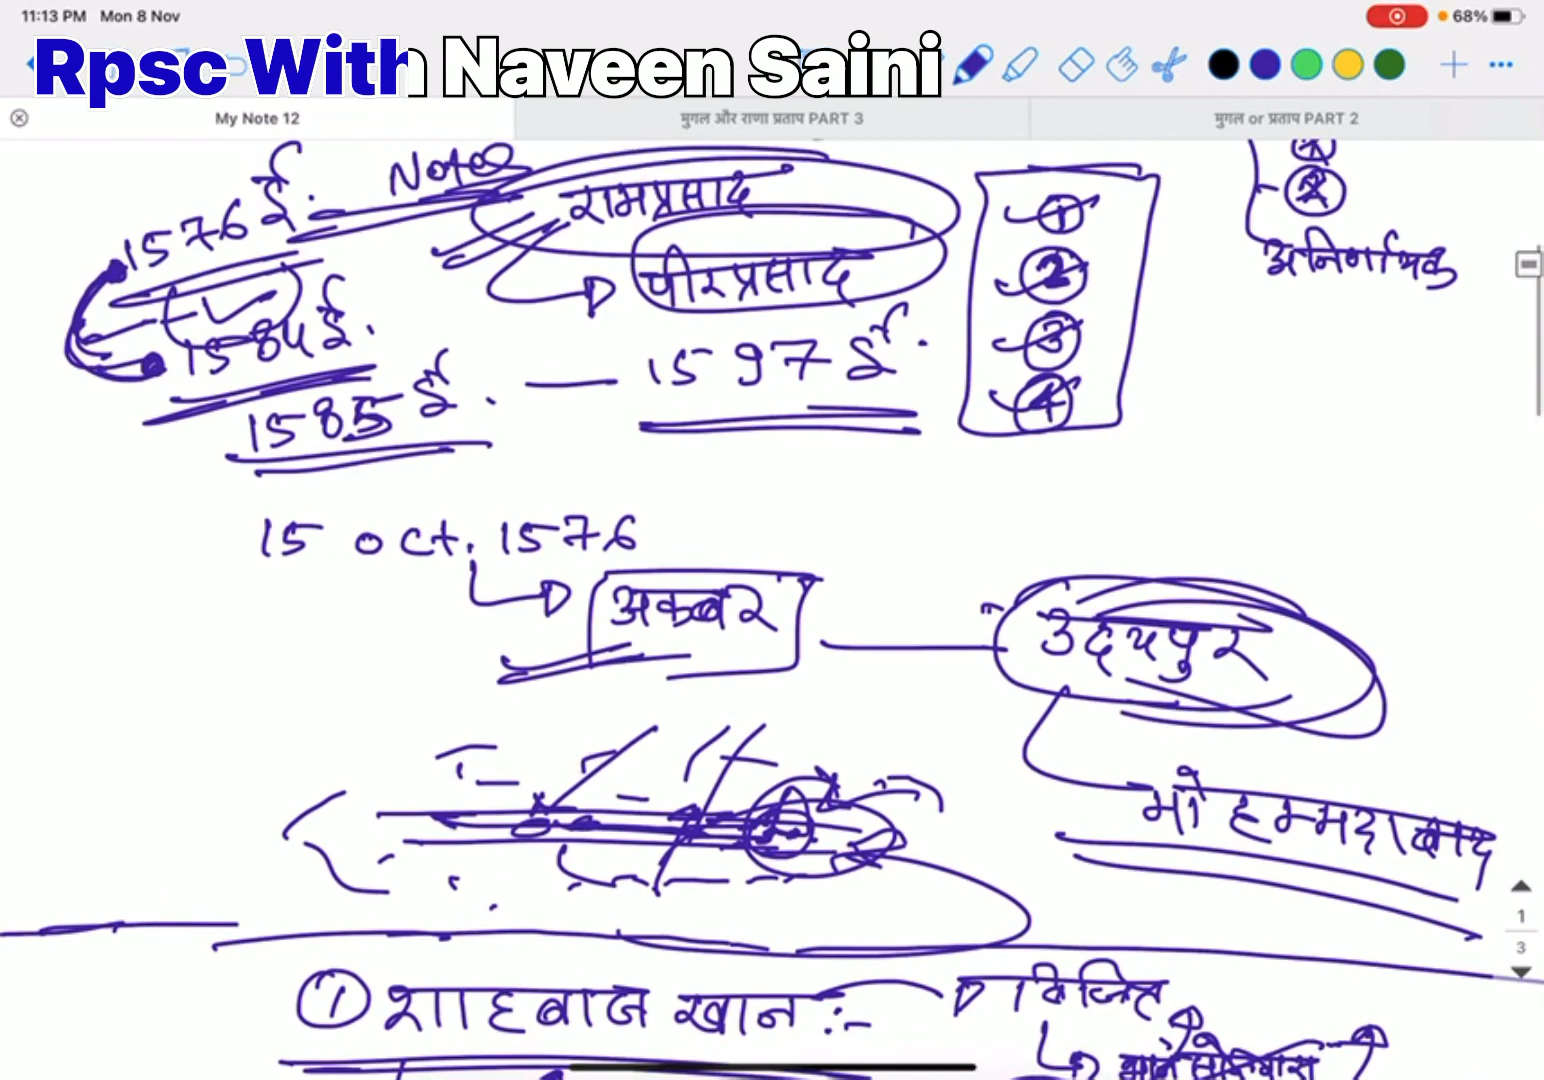 11:13 PM Mon 8 Nov
68%
Rpsc With Naveen Saini
My Note 12
मुगल और राणा प्रताप PART 3
मुगल or प्रताप PART 2
1576 ई. Note रामप्रसाद
पीरप्रसाद
1584 ई.
1585 ई. — 1597 ई.
1
2
3
4
2
अनिर्णायक
15 oct. 1576
अकबर
उदयपुर
मोहम्मदाबाद
1
3
1 शाहबाज खान :-